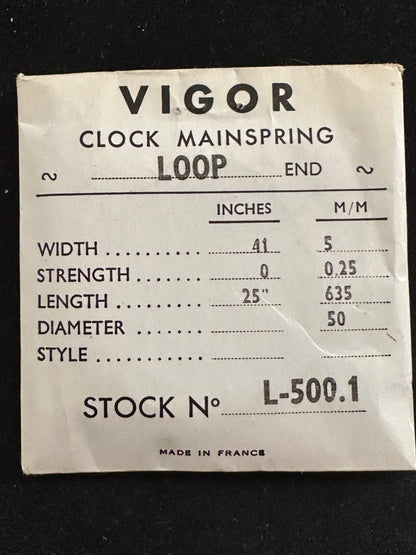 VIGOR
CLOCK MAINSPRING
~ LOOP END ~
INCHES M/M
WIDTH .......... 41 5
STRENGTH ....... 0 0.25
LENGTH ......... 25" 635
DIAMETER ....... 50
STYLE ..........
STOCK Nº L-500.1
MADE IN FRANCE